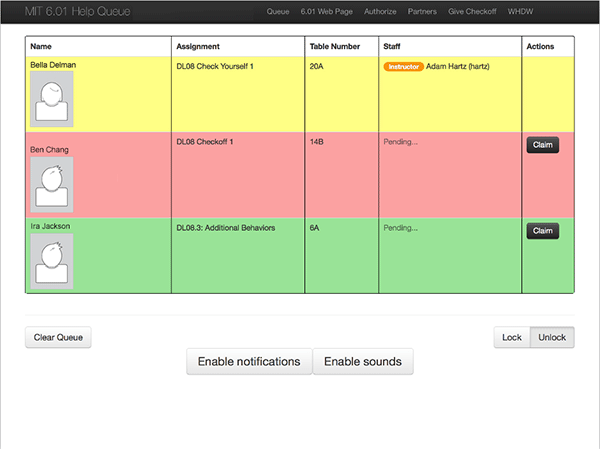 MIT 6.01 Help Queue Queue 6.01 Web Page Authorize Partners Give Checkoff WHDW
Name Assignment Table Number Staff Actions
Bella Delman DL08 Check Yourself 1 20A instructor Adam Hartz (hartz)
Ben Chang DL08 Checkoff 1 14B Pending... Claim
Ira Jackson DL08.3: Additional Behaviors 6A Pending... Claim
Clear Queue Lock Unlock
Enable notifications Enable sounds